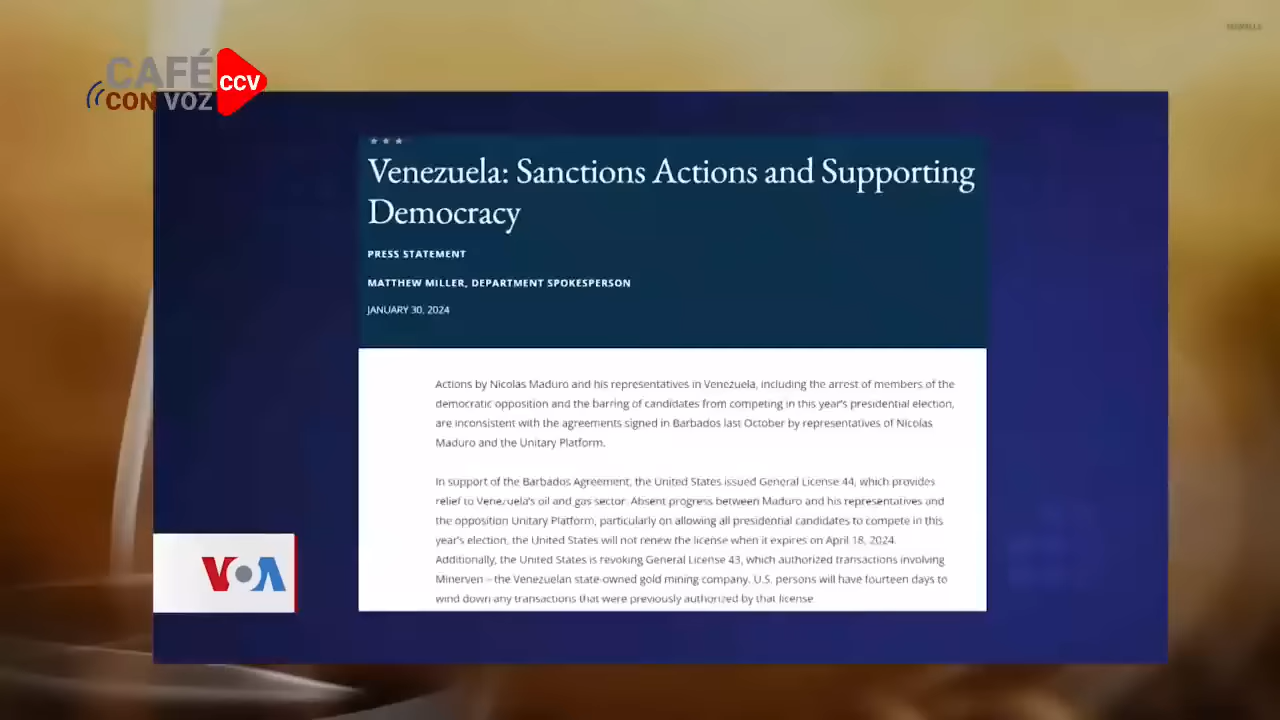 CAFÉ
CON VOZ
CCV
Venezuela: Sanctions Actions and Supporting
Democracy
PRESS STATEMENT
MATTHEW MILLER, DEPARTMENT SPOKESPERSON
JANUARY 30, 2024
Actions by Nicolas Maduro and his representatives in Venezuela, including the arrest of members of the
democratic opposition and the barring of candidates from competing in this year's presidential election,
are inconsistent with the agreements signed in Barbados last October by representatives of Nicolas
Maduro and the Unitary Platform.
In support of the Barbados Agreement, the United States issued General License 44, which provides
relief to Venezuela's oil and gas sector. Absent progress between Maduro and his representatives and
the opposition Unitary Platform, particularly on allowing all presidential candidates to compete in this
year's election, the United States will not renew the license when it expires on April 18, 2024.
Additionally, the United States is revoking General License 43, which authorized transactions involving
Minerven – the Venezuelan state-owned gold mining company. U.S. persons will have fourteen days to
wind down any transactions that were previously authorized by that license
VOA